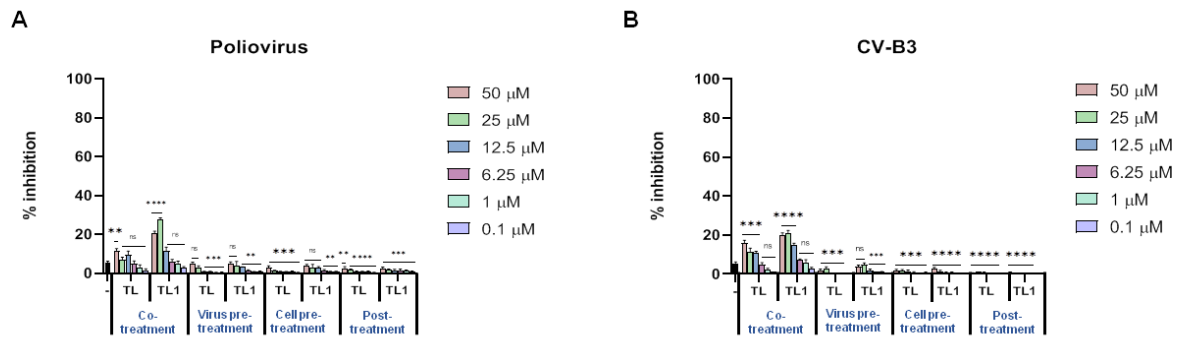 A
Poliovirus
% inhibition
100
80
60
40
20
0
** ns **** ns ns *** ns ** *** ns ** ** **** ***
- TL TL1 TL TL1 TL TL1 TL TL1
Co-
treatment
Virus pre-
treatment
Cell pre-
treatment
Post-
treatment
50 µM
25 µM
12.5 µM
6.25 µM
1 µM
0.1 µM
B
CV-B3
% inhibition
100
80
60
40
20
0
*** ns **** ns *** ns *** *** **** **** ****
- TL TL1 TL TL1 TL TL1 TL TL1
Co-
treatment
Virus pre-
treatment
Cell pre-
treatment
Post-
treatment
50 µM
25 µM
12.5 µM
6.25 µM
1 µM
0.1 µM